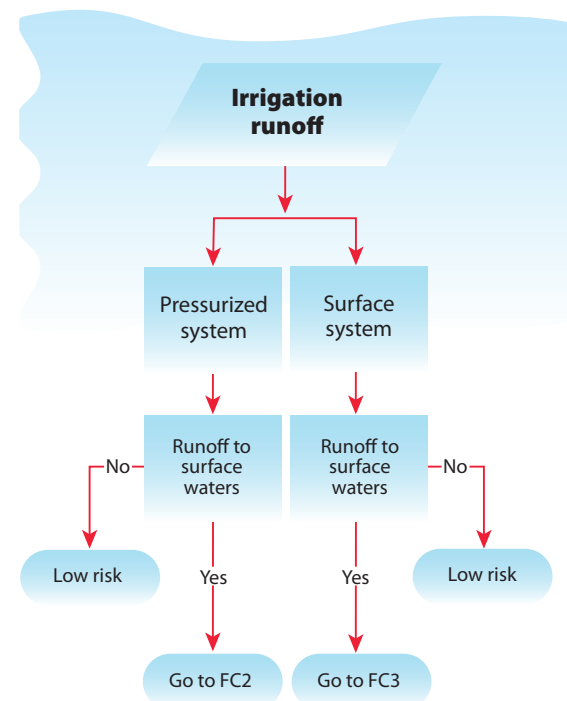 Irrigation
runoff
Pressurized
system
Surface
system
Runoff to
surface
waters
Runoff to
surface
waters
No
No
Low risk
Yes
Yes
Low risk
Go to FC2
Go to FC3